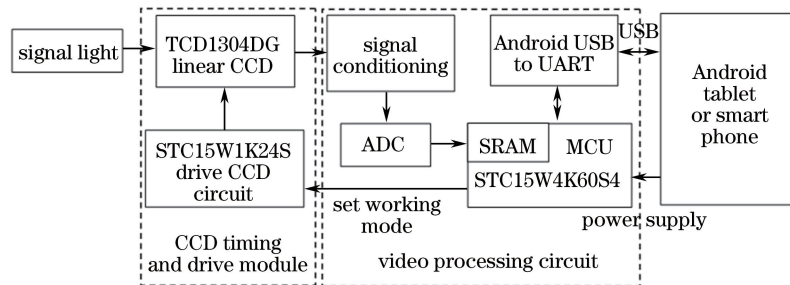 signal light
TCD1304DG
linear CCD
signal
conditioning
Android USB
to UART
USB
Android
tablet
or smart
phone
STC15W1K24S
drive CCD
circuit
ADC
SRAM
MCU
STC15W4K60S4
set working
mode
power supply
CCD timing
and drive module
video processing circuit